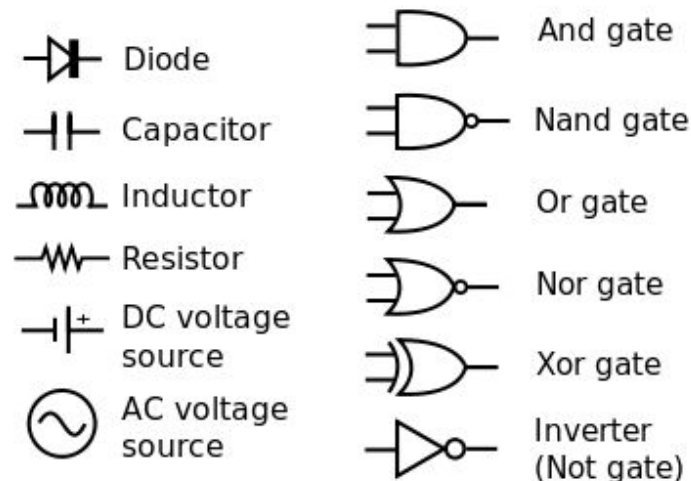 Diode
Capacitor
Inductor
Resistor
+
DC voltage
source
AC voltage
source
And gate
Nand gate
Or gate
Nor gate
Xor gate
Inverter
(Not gate)